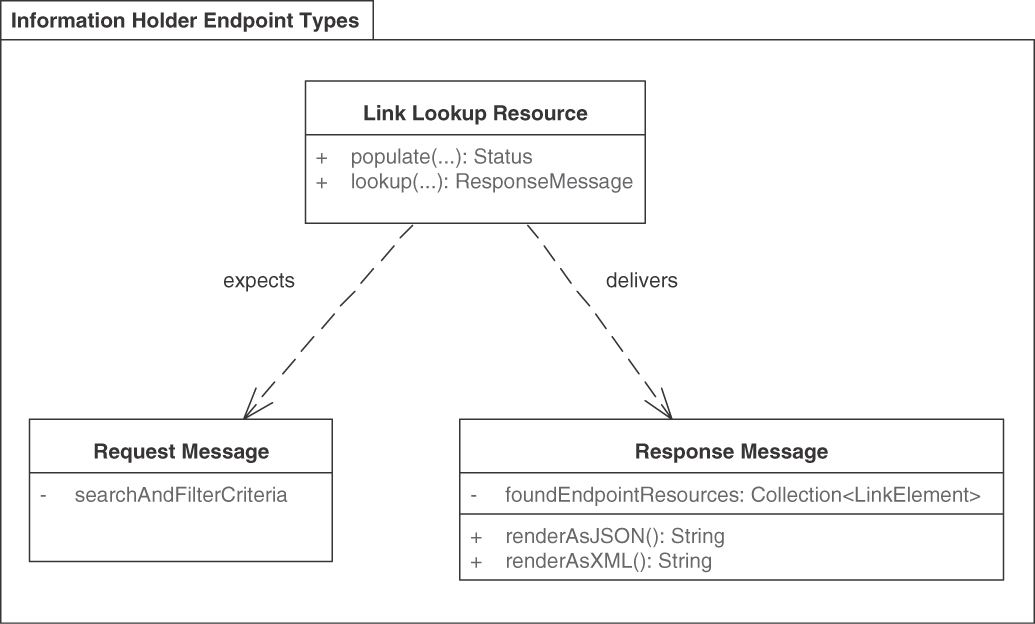 Information Holder Endpoint Types
Link Lookup Resource
+ populate(...): Status
+ lookup(...): ResponseMessage
expects
delivers
Request Message
- searchAndFilterCriteria
Response Message
- foundEndpointResources: Collection<LinkElement>
+ renderAsJSON(): String
+ renderAsXML(): String